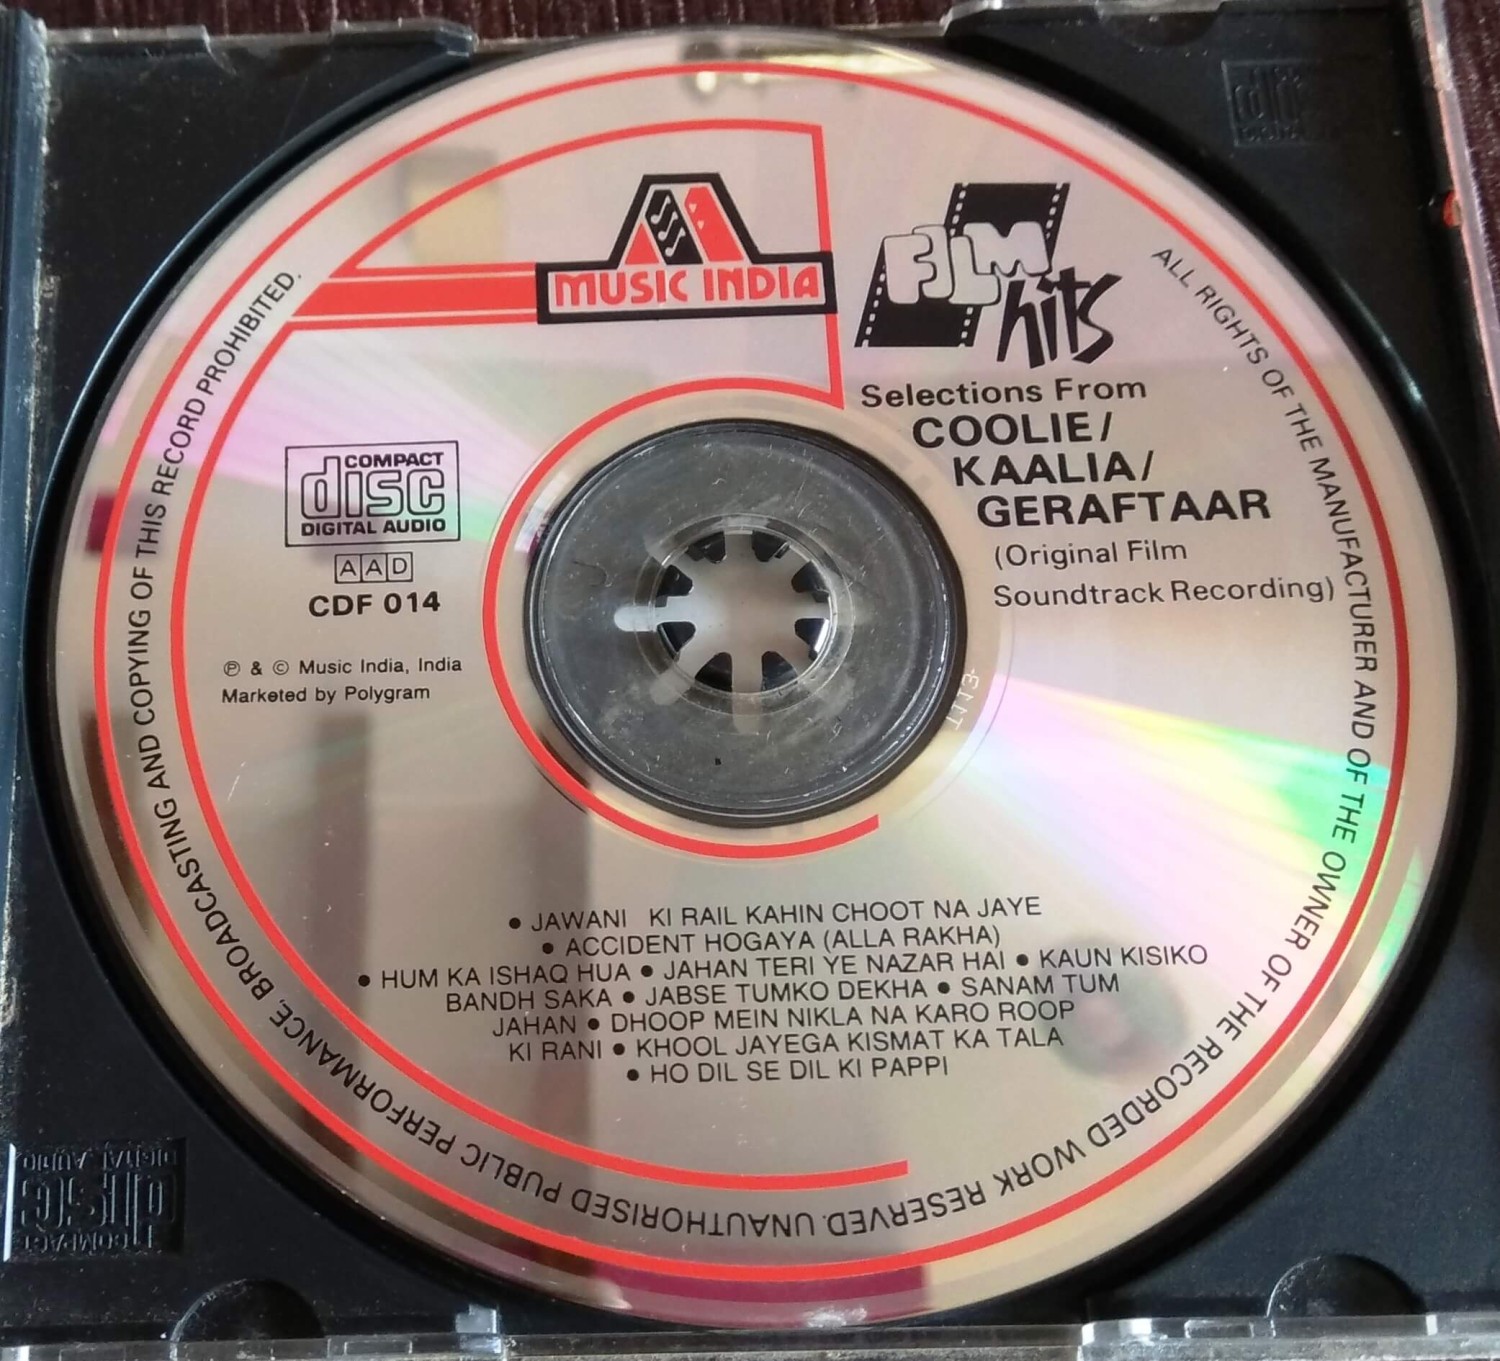 MUSIC INDIA
FILM
hits
Selections From
COOLIE/
KAALIA/
GERAFTAAR
(Original Film
Soundtrack Recording)
COMPACT
disc
DIGITAL AUDIO
AAD
CDF 014
℗ & © Music India, India
Marketed by Polygram
• JAWANI KI RAIL KAHIN CHOOT NA JAYE
• ACCIDENT HOGAYA (ALLA RAKHA)
• HUM KA ISHAQ HUA • JAHAN TERI YE NAZAR HAI • KAUN KISIKO
BANDH SAKA • JABSE TUMKO DEKHA • SANAM TUM
JAHAN • DHOOP MEIN NIKLA NA KARO ROOP
KI RANI • KHOOL JAYEGA KISMAT KA TALA
• HO DIL SE DIL KI PAPPI
ALL RIGHTS OF THE MANUFACTURER AND OF THE OWNER OF THE RECORDED WORK RESERVED. UNAUTHORISED PUBLIC PERFORMANCE, BROADCASTING AND COPYING OF THIS RECORD PROHIBITED.
COMPACT
disc
DIGITAL AUDIO